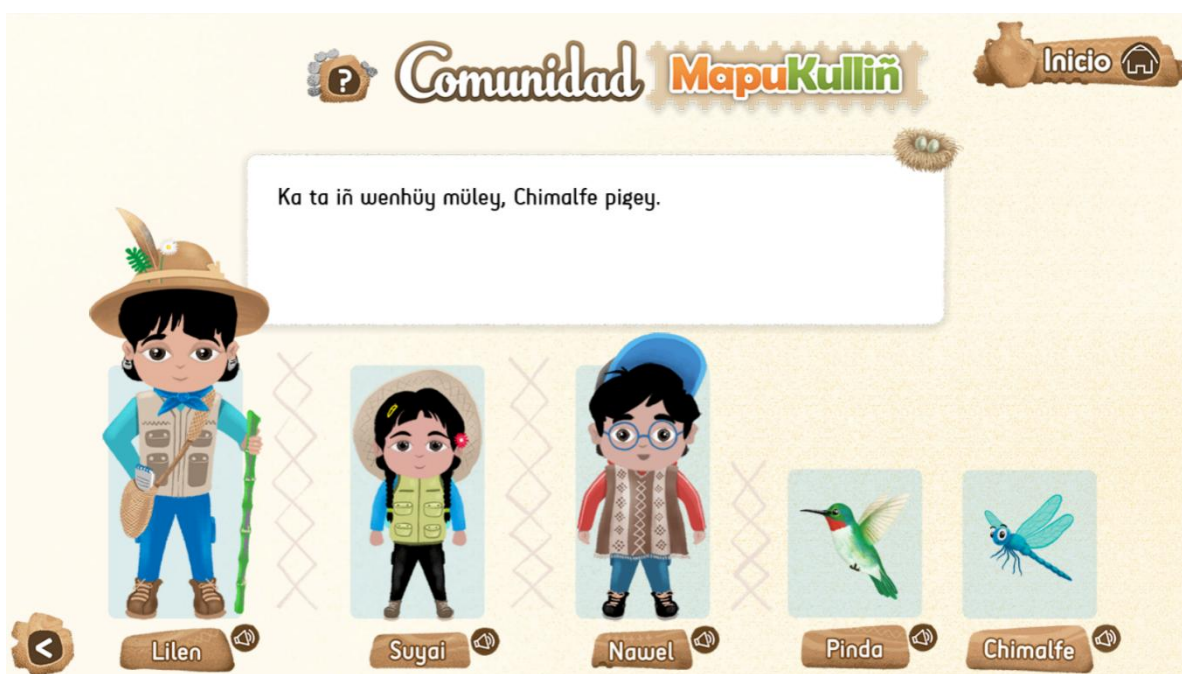 ?
Comunidad MapuKulliñ
Inicio
Ka ta iñ wenhüy müley, Chimalfe pigey.
<
Lilen
Suyai
Nawel
Pinda
Chimalfe